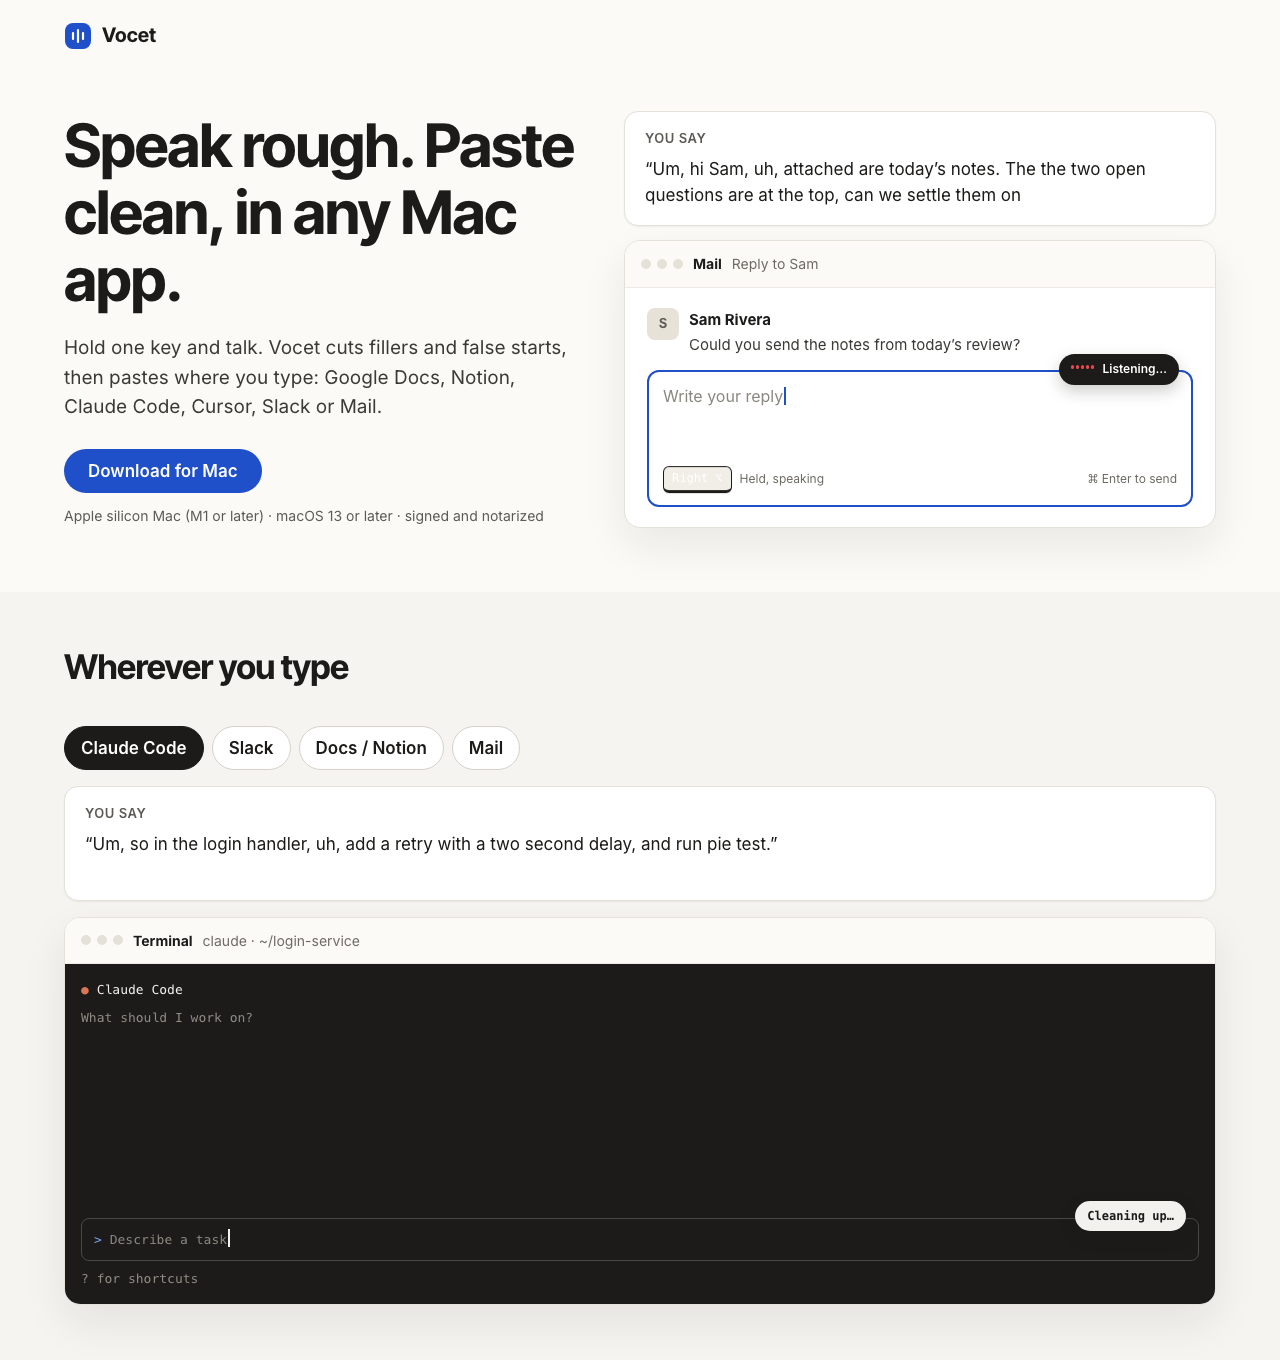 Vocet
Speak rough. Paste
clean, in any Mac
app.
Hold one key and talk. Vocet cuts fillers and false starts,
then pastes where you type: Google Docs, Notion,
Claude Code, Cursor, Slack or Mail.
Download for Mac
Apple silicon Mac (M1 or later) · macOS 13 or later · signed and notarized
YOU SAY
“Um, hi Sam, uh, attached are today’s notes. The the two open
questions are at the top, can we settle them on
Mail Reply to Sam
S
Sam Rivera
Could you send the notes from today’s review?
Listening…
Write your reply
Right ⌥ Held, speaking
⌘ Enter to send
Wherever you type
Claude Code Slack Docs / Notion Mail
YOU SAY
“Um, so in the login handler, uh, add a retry with a two second delay, and run pie test.”
Terminal claude · ~/login-service
● Claude Code
What should I work on?
Cleaning up…
> Describe a task
? for shortcuts